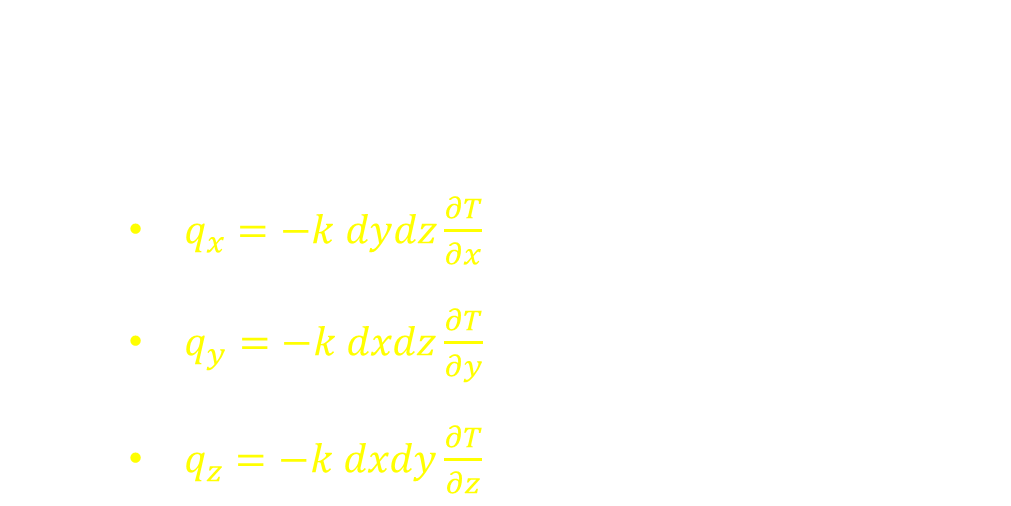 • q_x = −k dydz ∂T/∂x
• q_y = −k dxdz ∂T/∂y
• q_z = −k dxdy ∂T/∂z